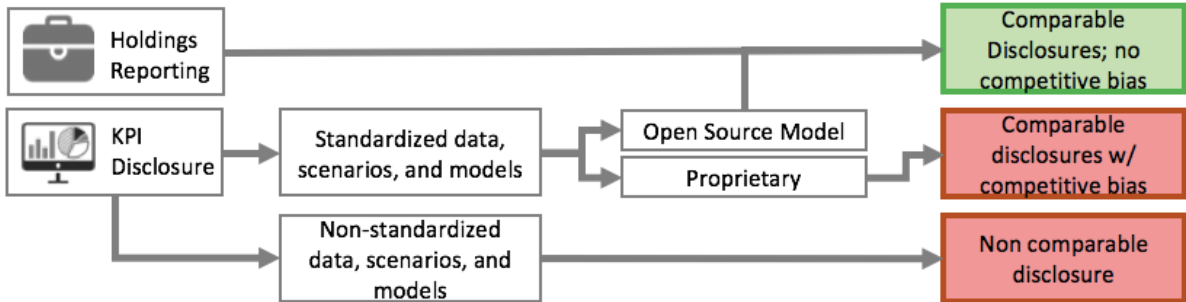 Holdings
Reporting
Comparable
Disclosures; no
competitive bias
KPI
Disclosure
Standardized data,
scenarios, and models
Open Source Model
Proprietary
Comparable
disclosures w/
competitive bias
Non-standardized
data, scenarios, and
models
Non comparable
disclosure